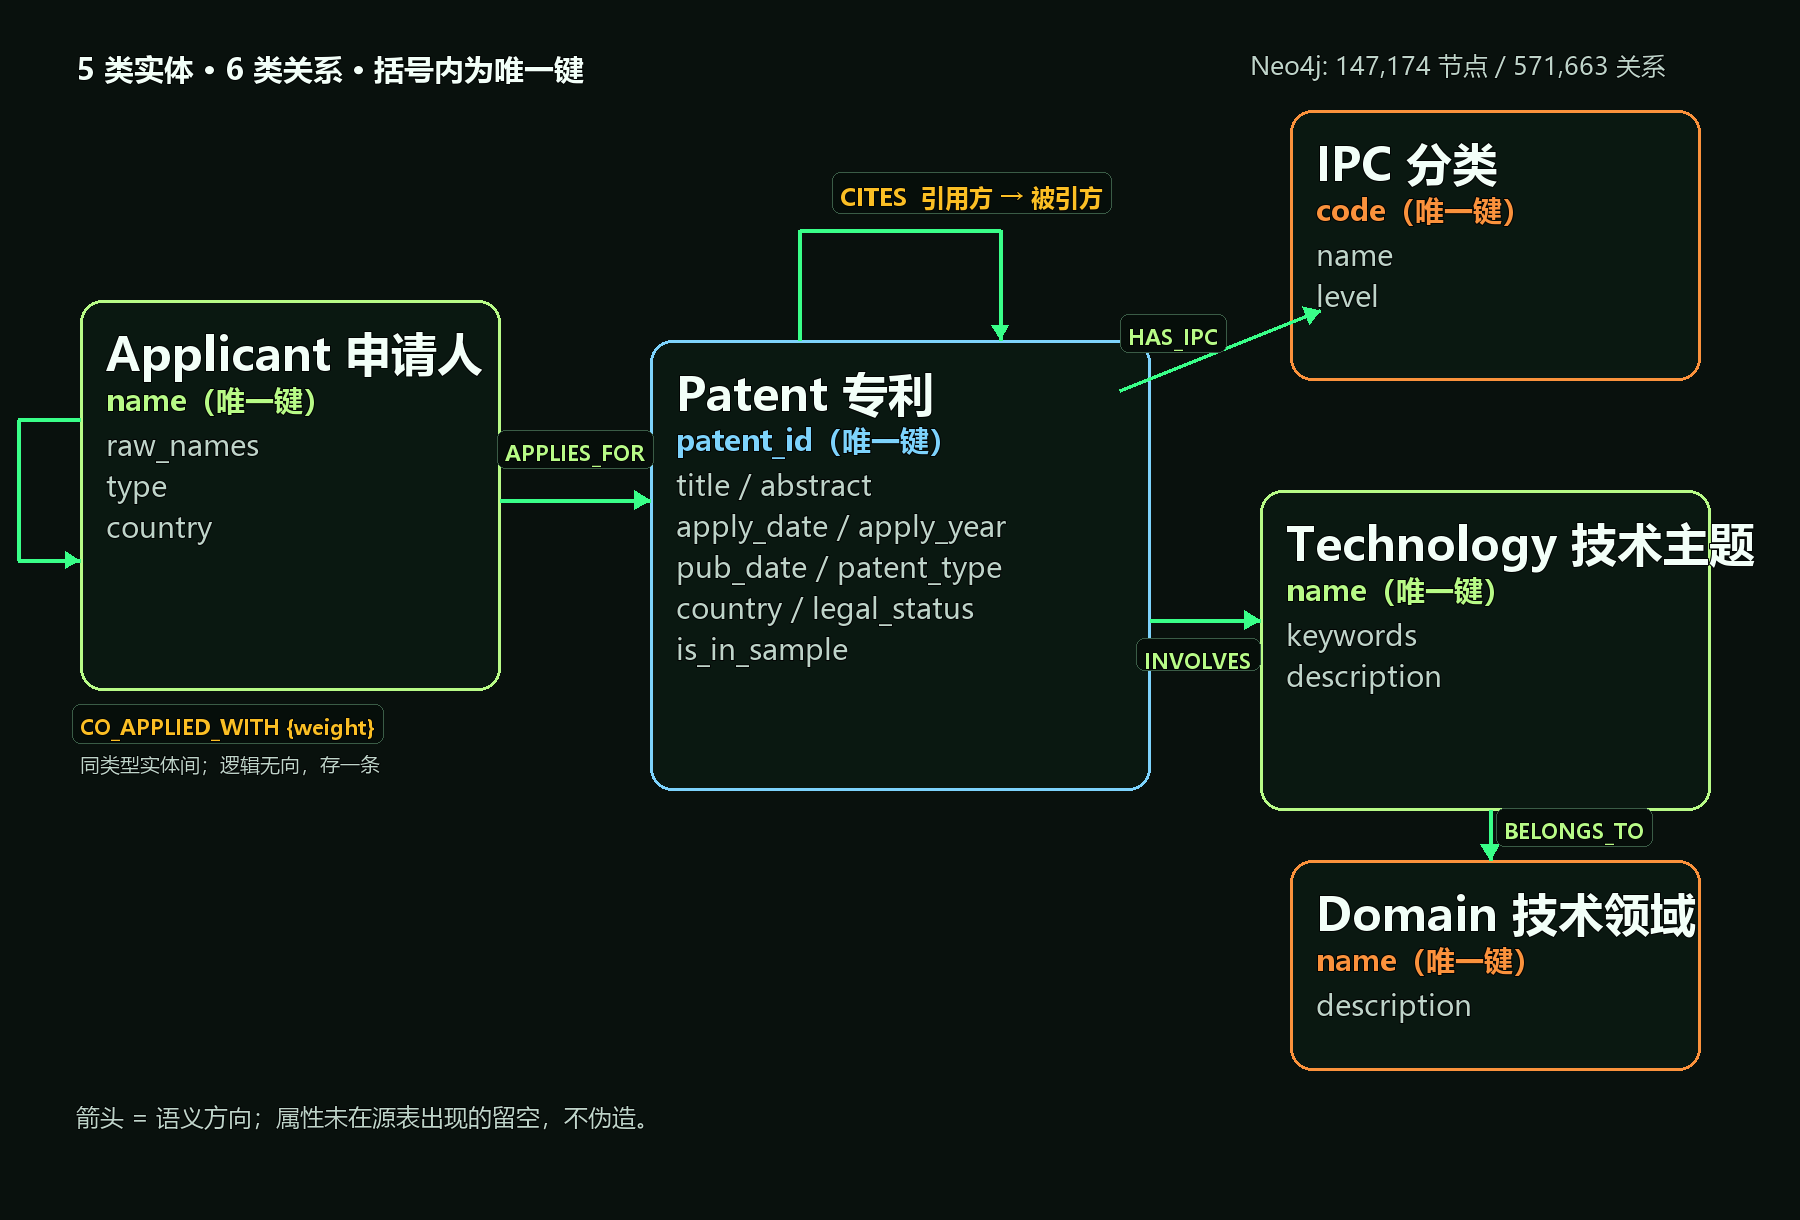 5 类实体 • 6 类关系 • 括号内为唯一键
Neo4j: 147,174 节点 / 571,663 关系
IPC 分类
code（唯一键）
name
level
CITES 引用方 → 被引方
HAS_IPC
Applicant 申请人
name（唯一键）
raw_names
type
country
APPLIES_FOR
Patent 专利
patent_id（唯一键）
title / abstract
apply_date / apply_year
pub_date / patent_type
country / legal_status
is_in_sample
Technology 技术主题
name（唯一键）
keywords
description
INVOLVES
CO_APPLIED_WITH {weight}
同类型实体间；逻辑无向，存一条
BELONGS_TO
Domain 技术领域
name（唯一键）
description
箭头 = 语义方向；属性未在源表出现的留空，不伪造。